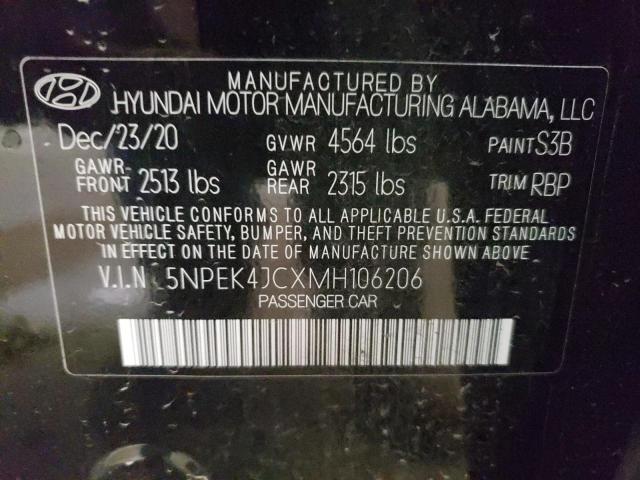 MANUFACTURED BY
HYUNDAI MOTOR MANUFACTURING ALABAMA, LLC
Dec/23/20 GVWR 4564 lbs PAINT S3B
GAWR- FRONT 2513 lbs GAWR REAR 2315 lbs TRIM RBP
THIS VEHICLE CONFORMS TO ALL APPLICABLE U.S.A. FEDERAL
MOTOR VEHICLE SAFETY, BUMPER, AND THEFT PREVENTION STANDARDS
IN EFFECT ON THE DATE OF MANUFACTURE SHOWN ABOVE
V.I.N 5NPEK4JCXMH106206
PASSENGER CAR